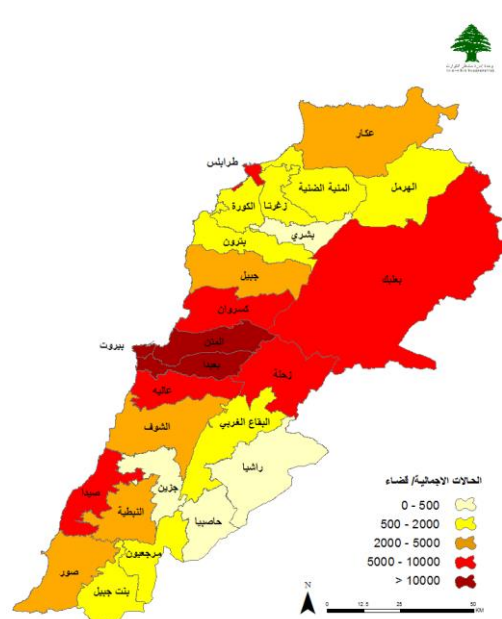 عكار
طرابلس
المنية الضنية
الهرمل
زغرتا
الكورة
بشري
بترون
جبيل
بعلبك
كسروان
المتن
بيروت
بعبدا
زحلة
عاليه
الشوف
البقاع الغربي
راشيا
جزين
صيدا
النبطية
حاصبيا
مرجعيون
صور
بنت جبيل
الحالات الاجمالية/ قضاء
0 - 500
500 - 2000
2000 - 5000
5000 - 10000
> 10000
N
0 12.5 25 50
KM